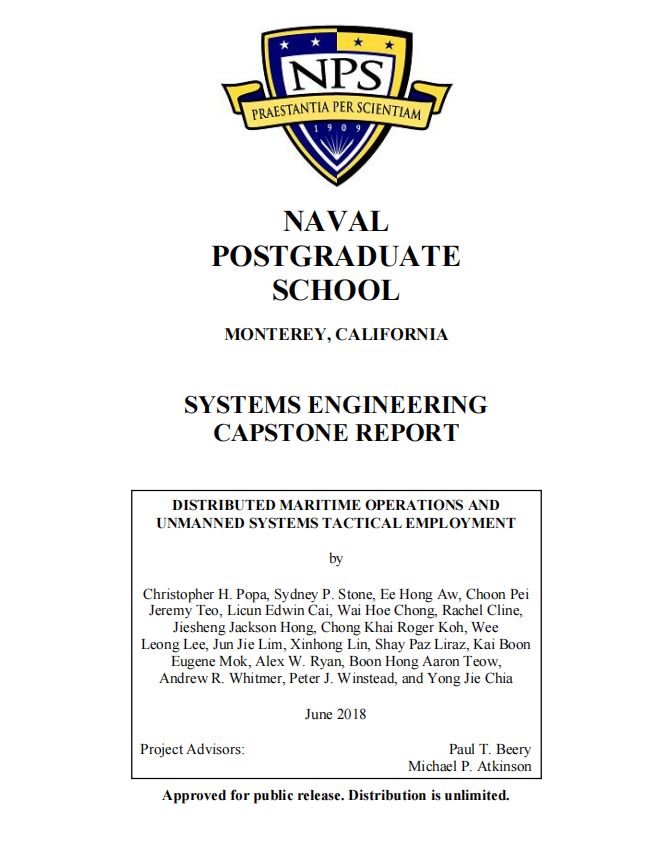 NPS
PRAESTANTIA PER SCIENTIAM
1909
NAVAL
POSTGRADUATE
SCHOOL
MONTEREY, CALIFORNIA
SYSTEMS ENGINEERING
CAPSTONE REPORT
DISTRIBUTED MARITIME OPERATIONS AND
UNMANNED SYSTEMS TACTICAL EMPLOYMENT
by
Christopher H. Popa, Sydney P. Stone, Ee Hong Aw, Choon Pei
Jeremy Teo, Licun Edwin Cai, Wai Hoe Chong, Rachel Cline,
Jiesheng Jackson Hong, Chong Khai Roger Koh, Wee
Leong Lee, Jun Jie Lim, Xinhong Lin, Shay Paz Liraz, Kai Boon
Eugene Mok, Alex W. Ryan, Boon Hong Aaron Teow,
Andrew R. Whitmer, Peter J. Winstead, and Yong Jie Chia
June 2018
Project Advisors: Paul T. Beery
Michael P. Atkinson
Approved for public release. Distribution is unlimited.